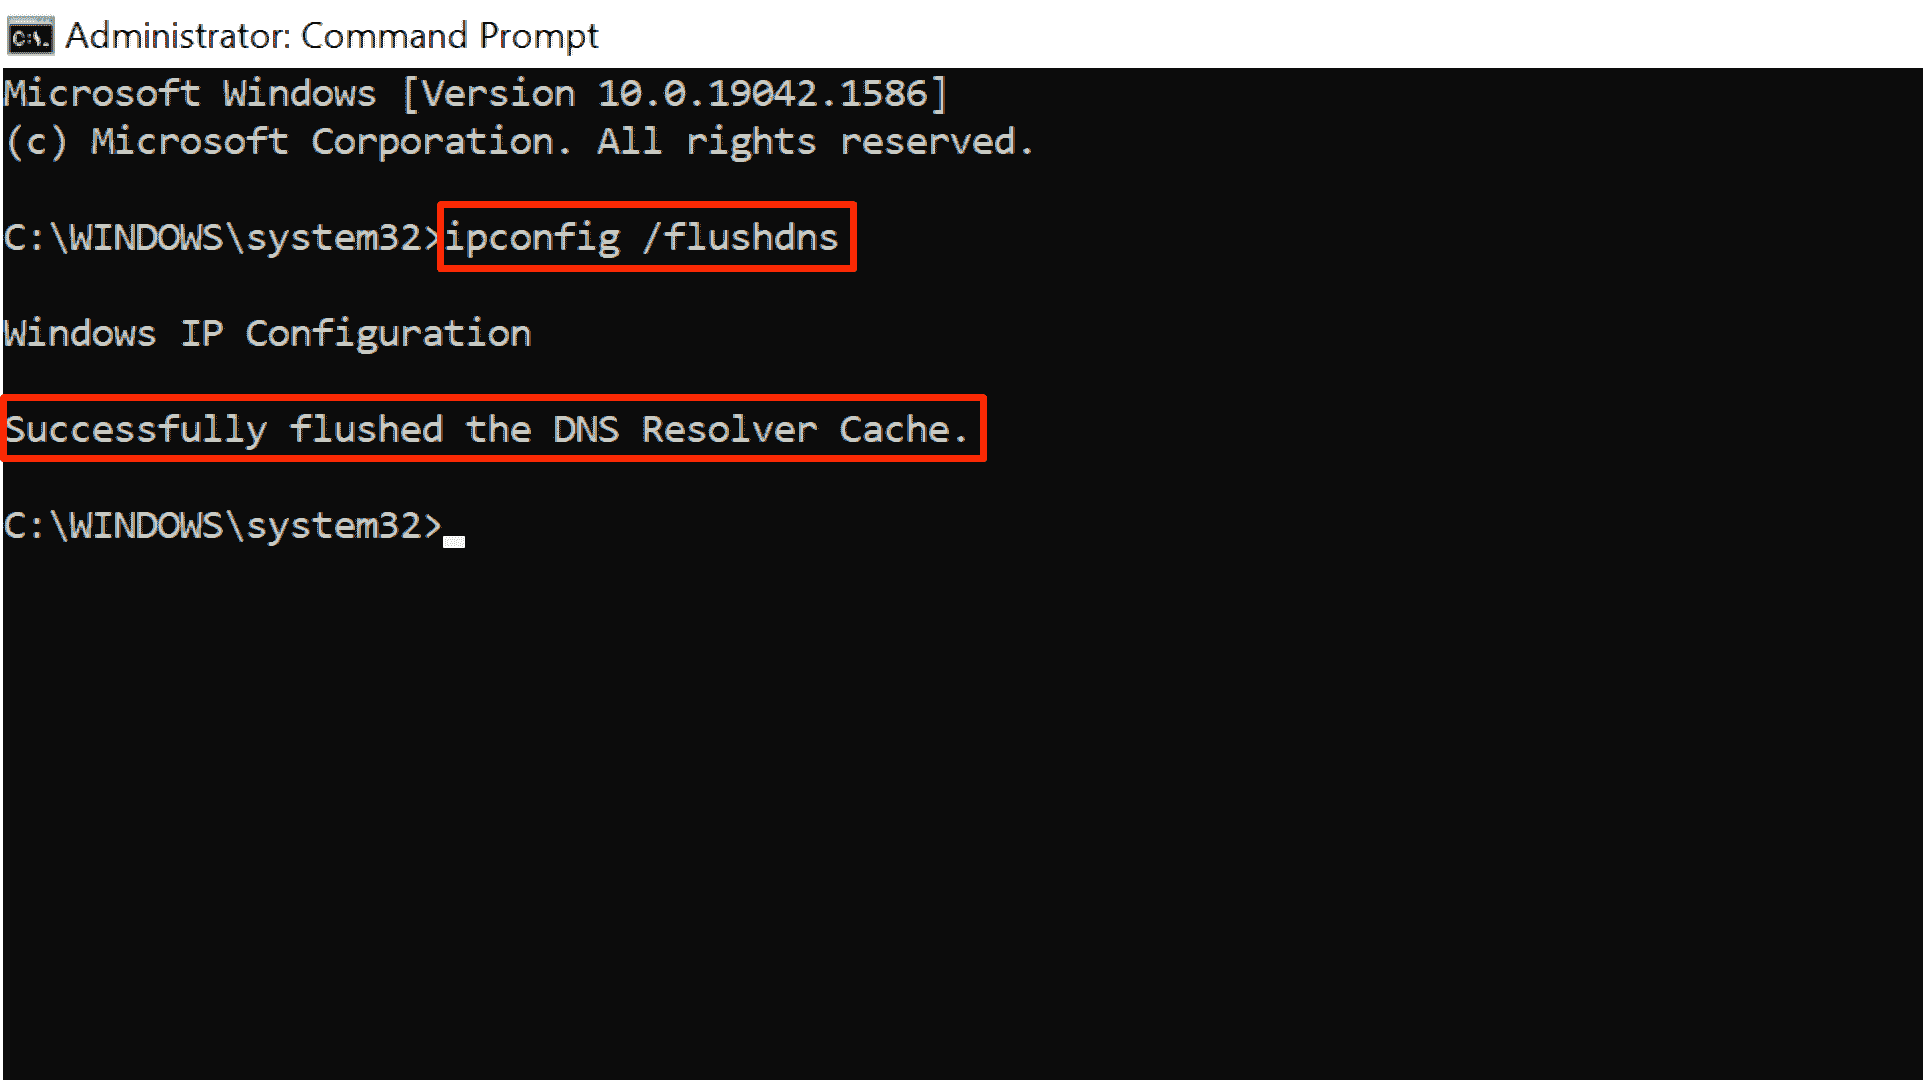 Administrator: Command Prompt
Microsoft Windows [Version 10.0.19042.1586]
(c) Microsoft Corporation. All rights reserved.
C:\WINDOWS\system32>ipconfig /flushdns
Windows IP Configuration
Successfully flushed the DNS Resolver Cache.
C:\WINDOWS\system32>